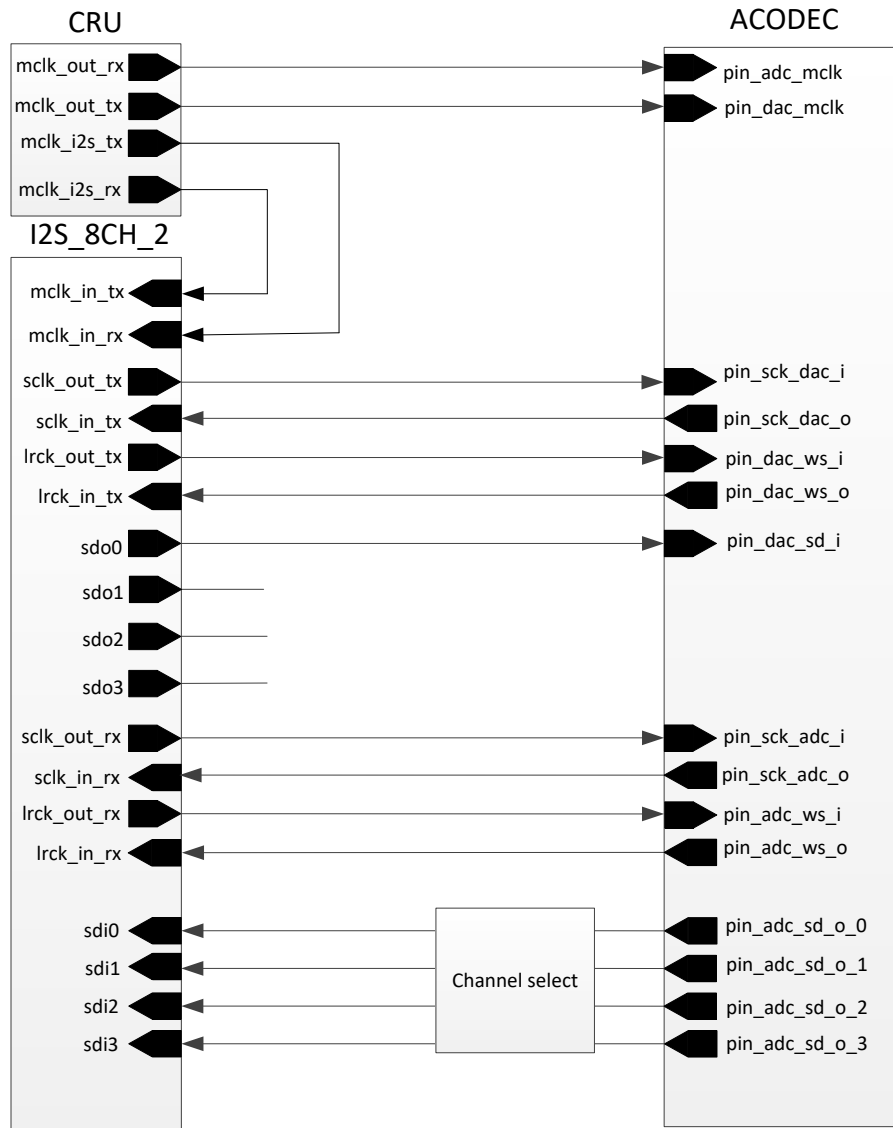 CRU
mclk_out_rx
mclk_out_tx
mclk_i2s_tx
mclk_i2s_rx
I2S_8CH_2
mclk_in_tx
mclk_in_rx
sclk_out_tx
sclk_in_tx
lrck_out_tx
lrck_in_tx
sdo0
sdo1
sdo2
sdo3
sclk_out_rx
sclk_in_rx
lrck_out_rx
lrck_in_rx
sdi0
sdi1
sdi2
sdi3
Channel select
ACODEC
pin_adc_mclk
pin_dac_mclk
pin_sck_dac_i
pin_sck_dac_o
pin_dac_ws_i
pin_dac_ws_o
pin_dac_sd_i
pin_sck_adc_i
pin_sck_adc_o
pin_adc_ws_i
pin_adc_ws_o
pin_adc_sd_o_0
pin_adc_sd_o_1
pin_adc_sd_o_2
pin_adc_sd_o_3